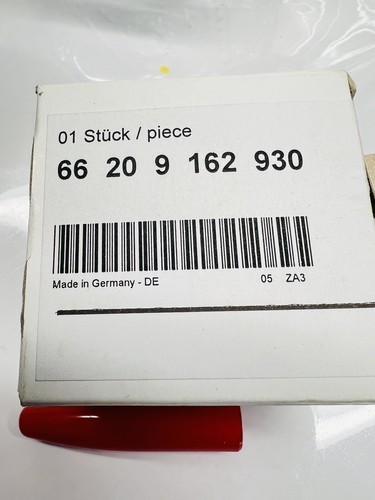 01 Stück / piece
66 20 9 162 930
Made in Germany - DE 05 ZA3